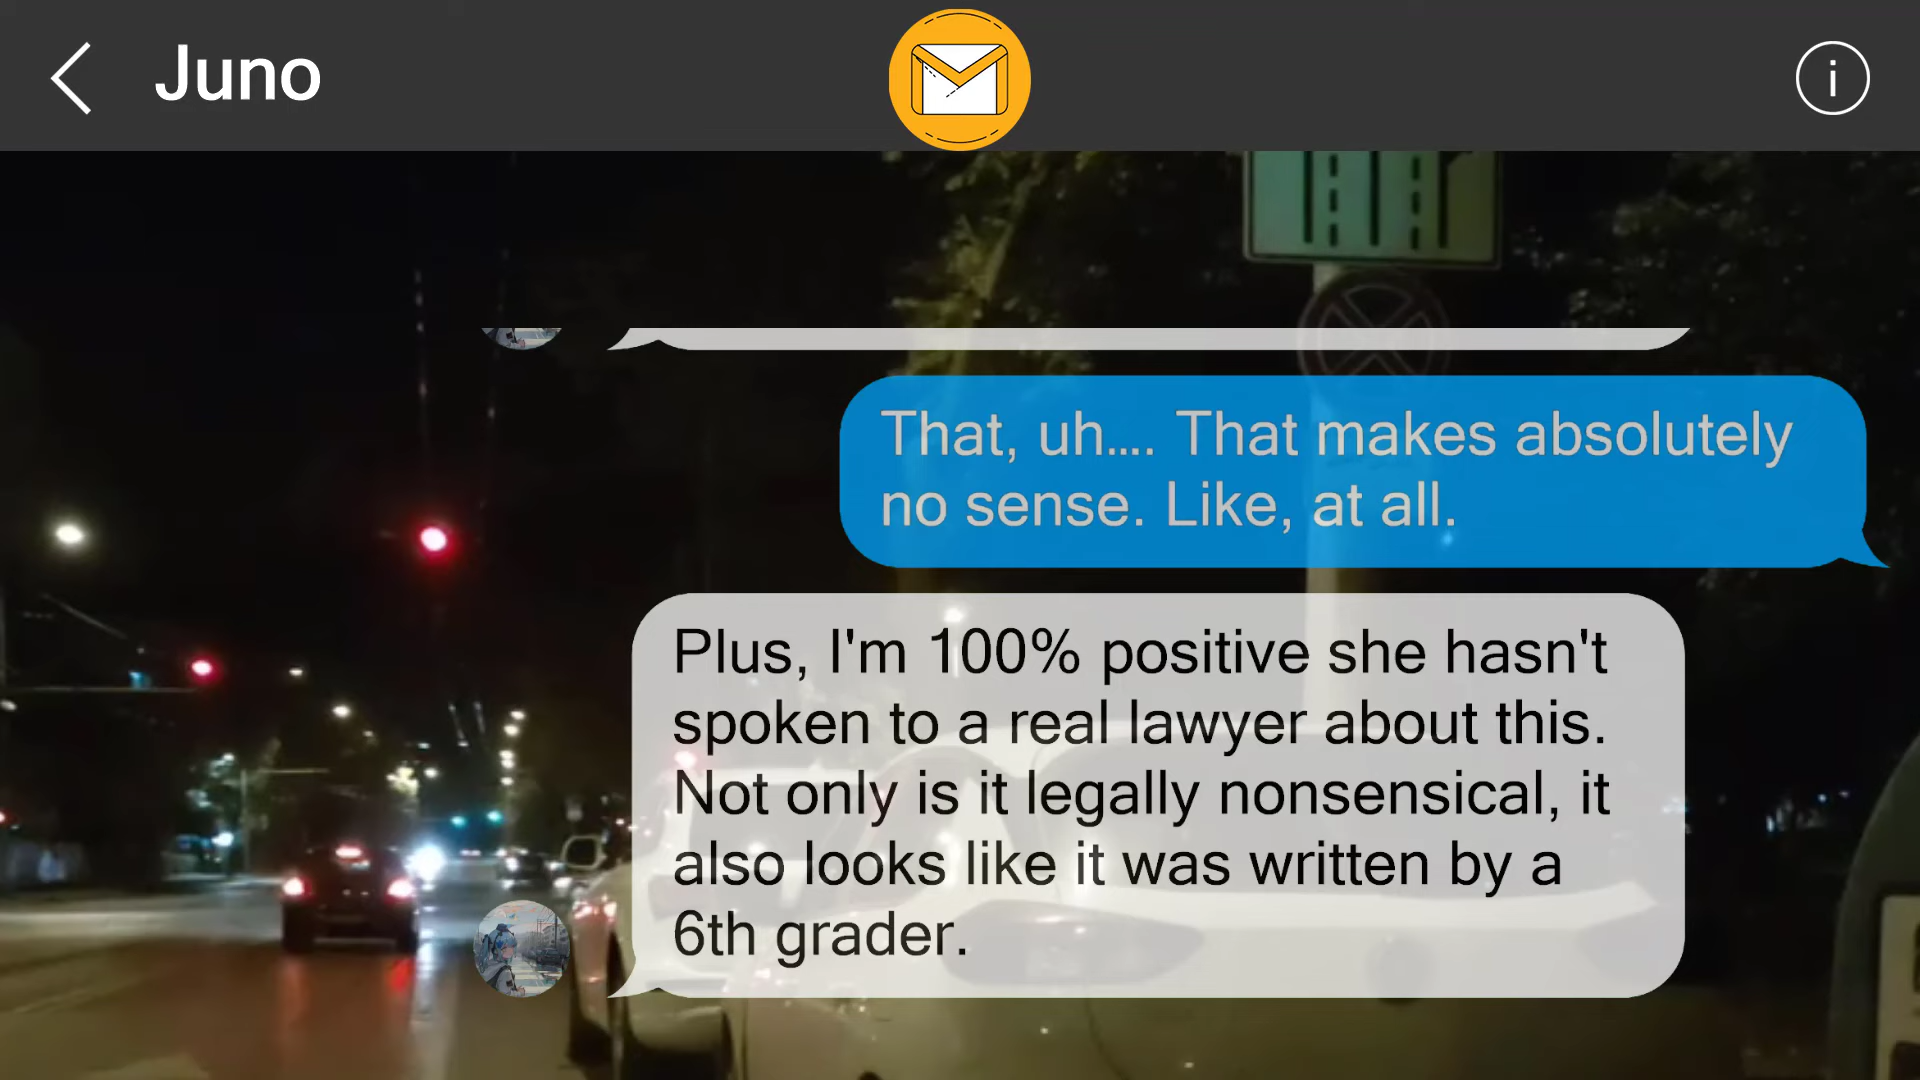 Juno
i
That, uh.... That makes absolutely
no sense. Like, at all.
Plus, I'm 100% positive she hasn't
spoken to a real lawyer about this.
Not only is it legally nonsensical, it
also looks like it was written by a
6th grader.